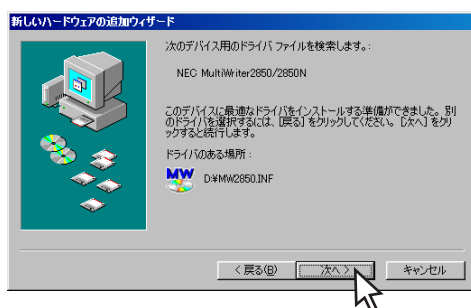 新しいハードウェアの追加ウィザード
次のデバイス用のドライバ ファイルを検索します。:
NEC MultiWriter2850/2850N
このデバイスに最適なドライバをインストールする準備ができました。別
のドライバを選択するには、[戻る] をクリックしてください。[次へ] をクリ
ックすると続行します。
ドライバのある場所 :
MW
D:¥MW2850.INF
< 戻る(B)
次へ >
キャンセル